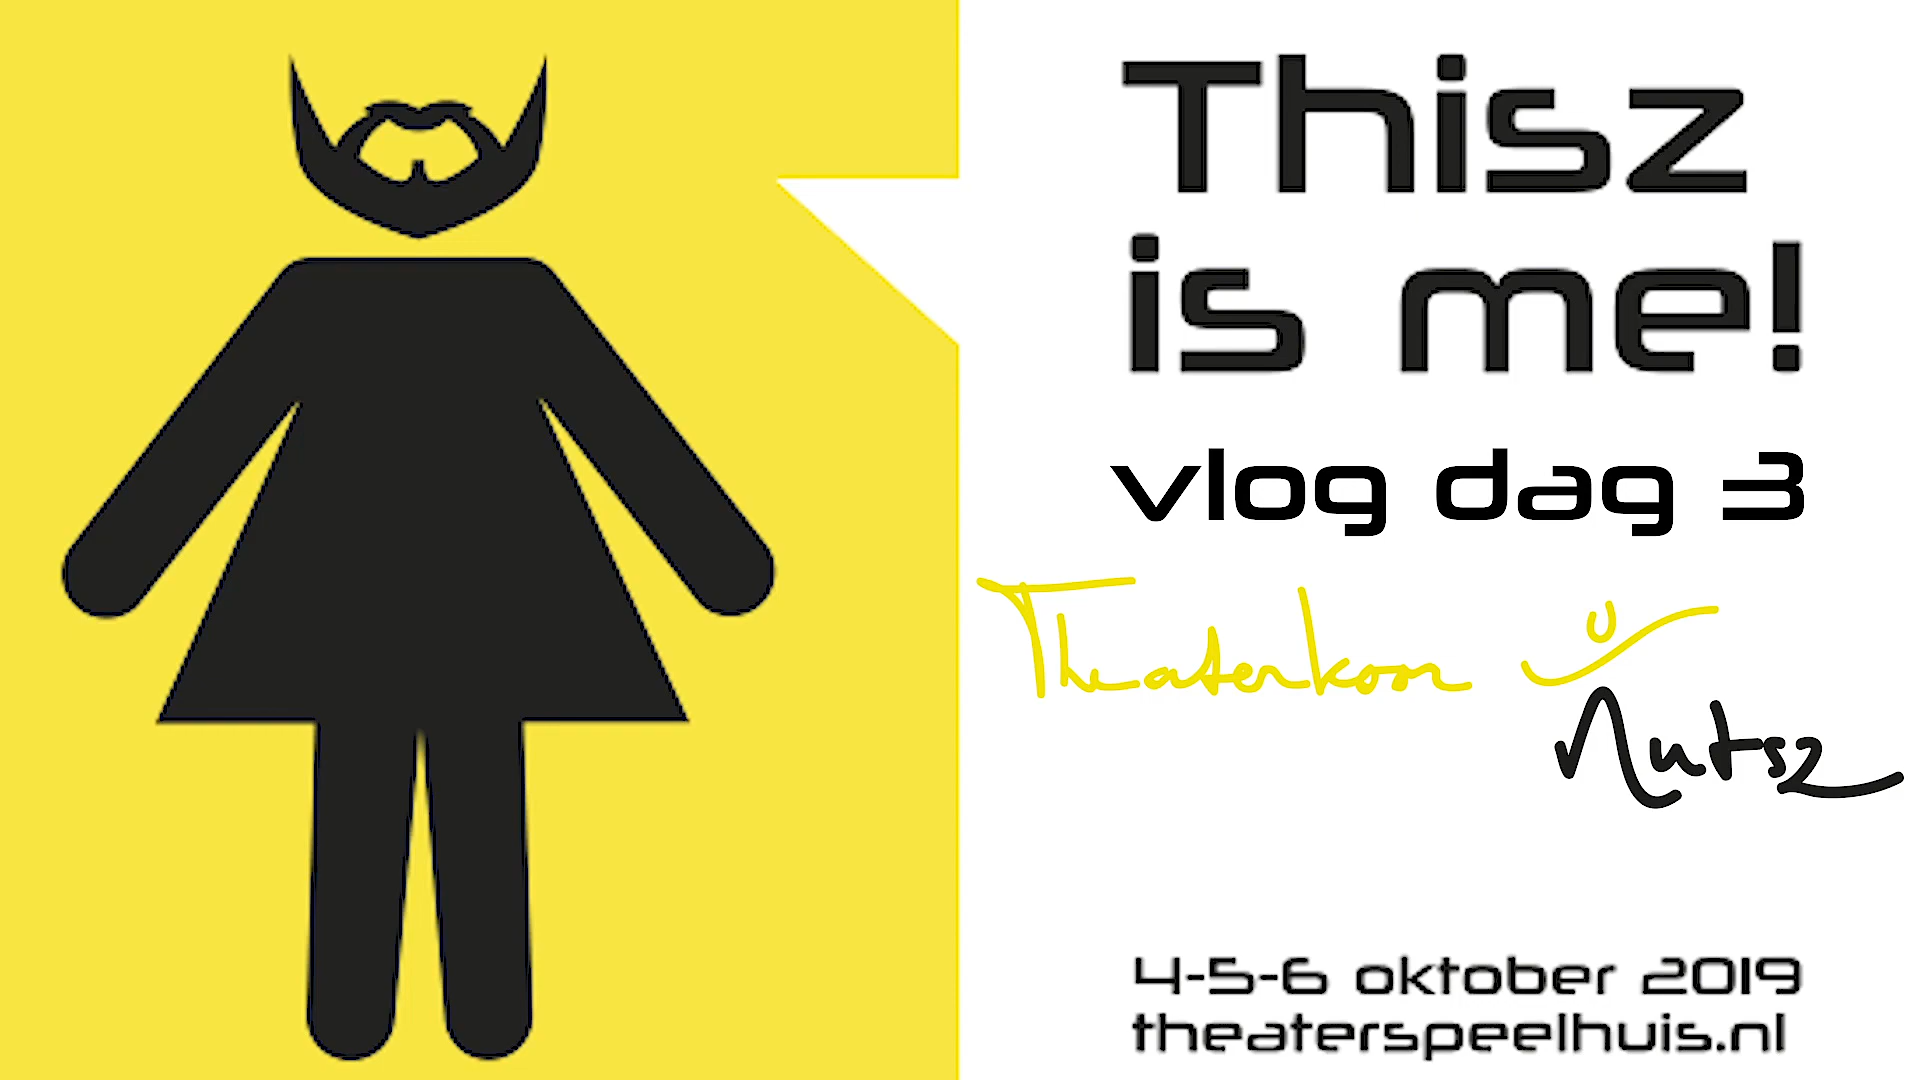 Thisz
is me!
vlog dag 3
Theaterkoor
Nutsz
4-5-6 oktober 2019
theaterspeelhuis.nl